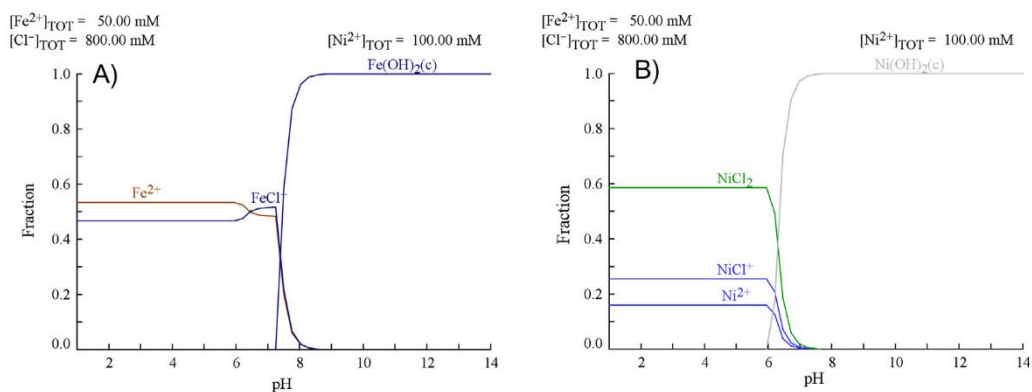 [Fe²⁺]TOT = 50.00 mM
[Cl⁻]TOT = 800.00 mM
[Ni²⁺]TOT = 100.00 mM
A)
Fe(OH)₂(c)
Fe²⁺
FeCl⁺
Fraction
1.0
0.8
0.6
0.4
0.2
0.0
2 4 6 8 10 12 14
pH
[Fe²⁺]TOT = 50.00 mM
[Cl⁻]TOT = 800.00 mM
[Ni²⁺]TOT = 100.00 mM
B)
Ni(OH)₂(c)
NiCl₂
NiCl⁺
Ni²⁺
Fraction
1.0
0.8
0.6
0.4
0.2
0.0
2 4 6 8 10 12 14
pH